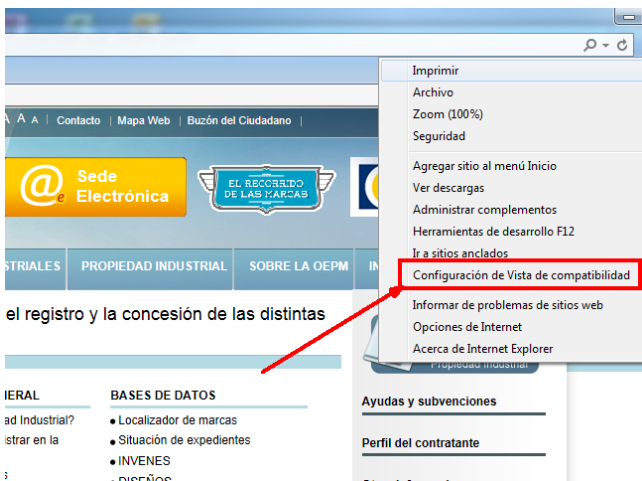 Imprimir
Archivo
Zoom (100%)
Seguridad
Agregar sitio al menú Inicio
Ver descargas
Administrar complementos
Herramientas de desarrollo F12
Ir a sitios anclados
Configuración de Vista de compatibilidad
Informar de problemas de sitios web
Opciones de Internet
Acerca de Internet Explorer
A A A | Contacto | Mapa Web | Buzón del Ciudadano |
@e Sede
Electrónica
EL RECORRIDO
DE LAS MARCAS
STRIALES PROPIEDAD INDUSTRIAL SOBRE LA OEPM
el registro y la concesión de las distintas
Propiedad Industrial
IERAL
ad Industrial?
istrar en la
BASES DE DATOS
• Localizador de marcas
• Situación de expedientes
• INVENES
• DISEÑOS
Ayudas y subvenciones
Perfil del contratante